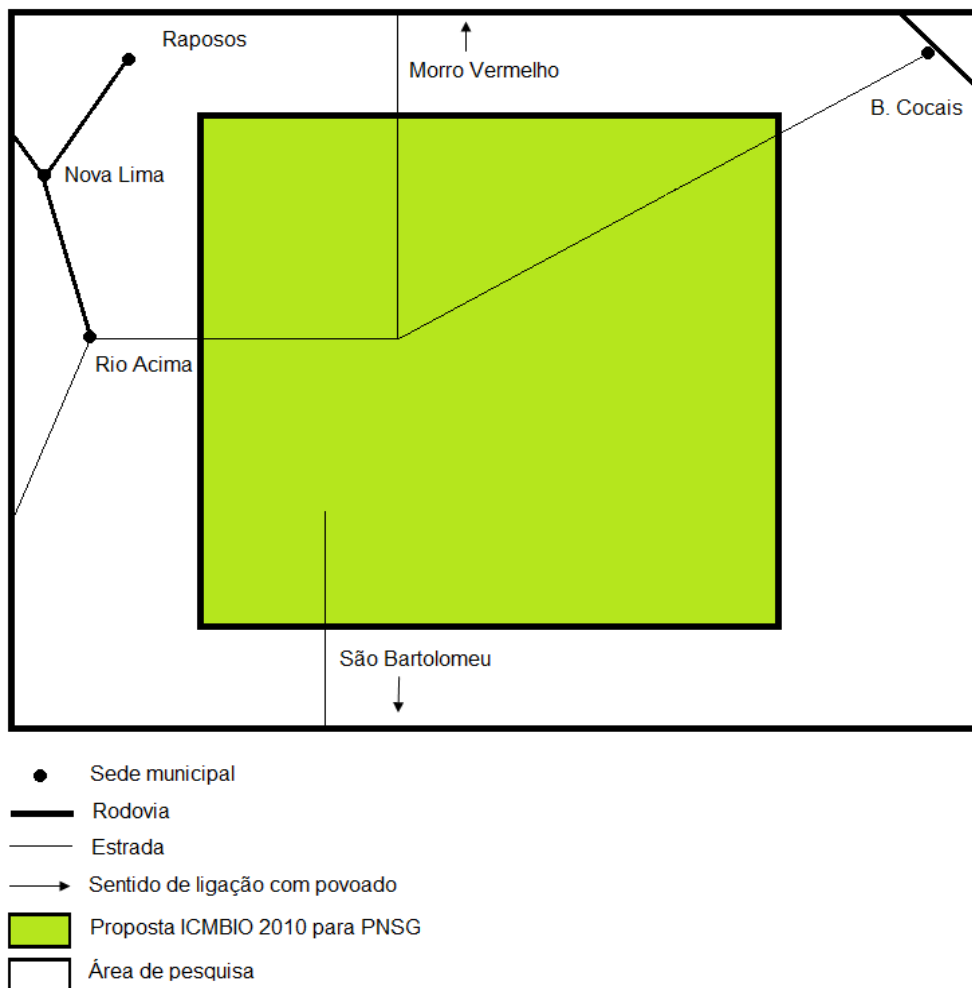 Raposos
Morro Vermelho
B. Cocais
Nova Lima
Rio Acima
São Bartolomeu
Sede municipal
Rodovia
Estrada
Sentido de ligação com povoado
Proposta ICMBIO 2010 para PNSG
Área de pesquisa